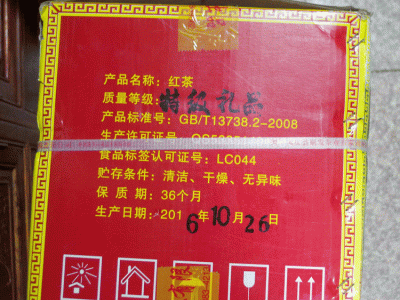 产品名称：红茶
质量等级：特级礼茶
产品标准号：GB/T13738.2-2008
生产许可证号：
食品标签认可证号：LC044
贮存条件：清洁、干燥、无异味
保质期：36个月
生产日期：2016年10月26日